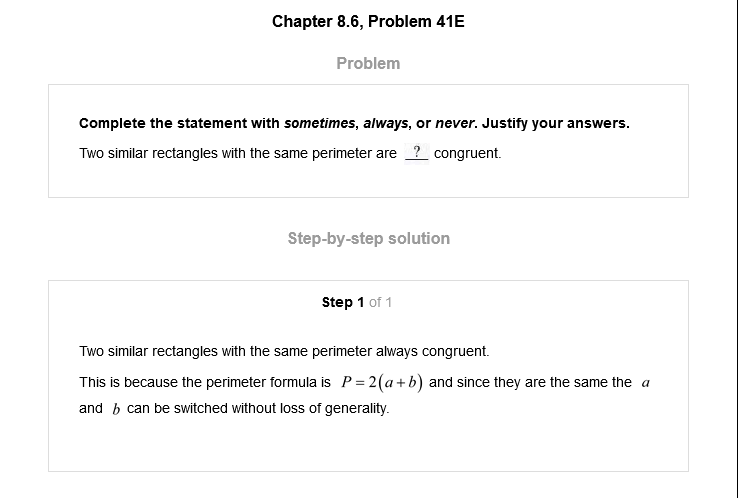 Chapter 8.6, Problem 41E
Problem
Complete the statement with sometimes, always, or never. Justify your answers.
Two similar rectangles with the same perimeter are ? congruent.
Step-by-step solution
Step 1 of 1
Two similar rectangles with the same perimeter always congruent.
This is because the perimeter formula is P = 2(a + b) and since they are the same the a
and b can be switched without loss of generality.